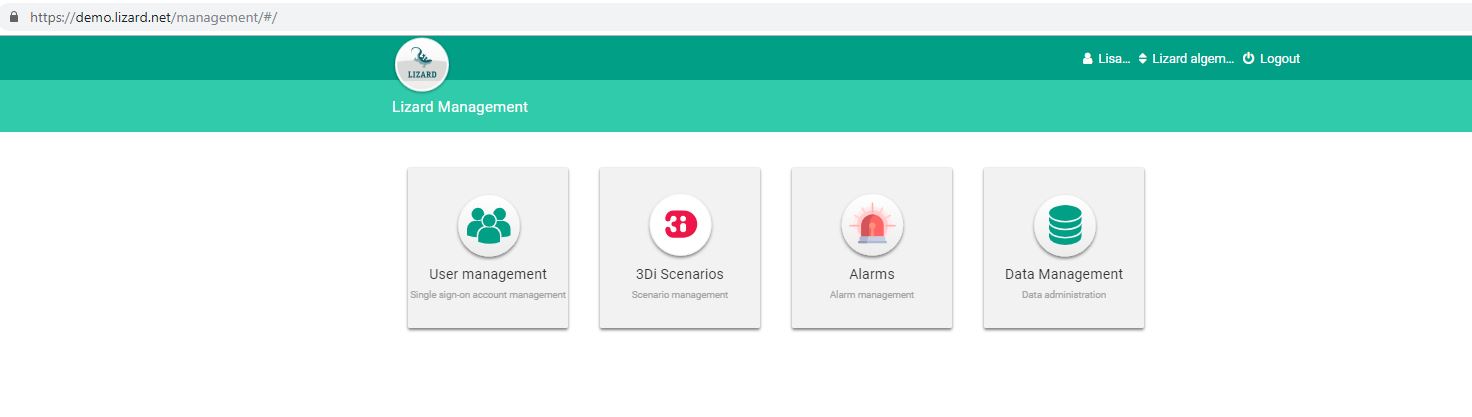 https://demo.lizard.net/management/#/
LIZARD
Lisa... Lizard algem... Logout
Lizard Management
3i
User management
3Di Scenarios
Alarms
Data Management
Single sign-on account management
Scenario management
Alarm management
Data administration